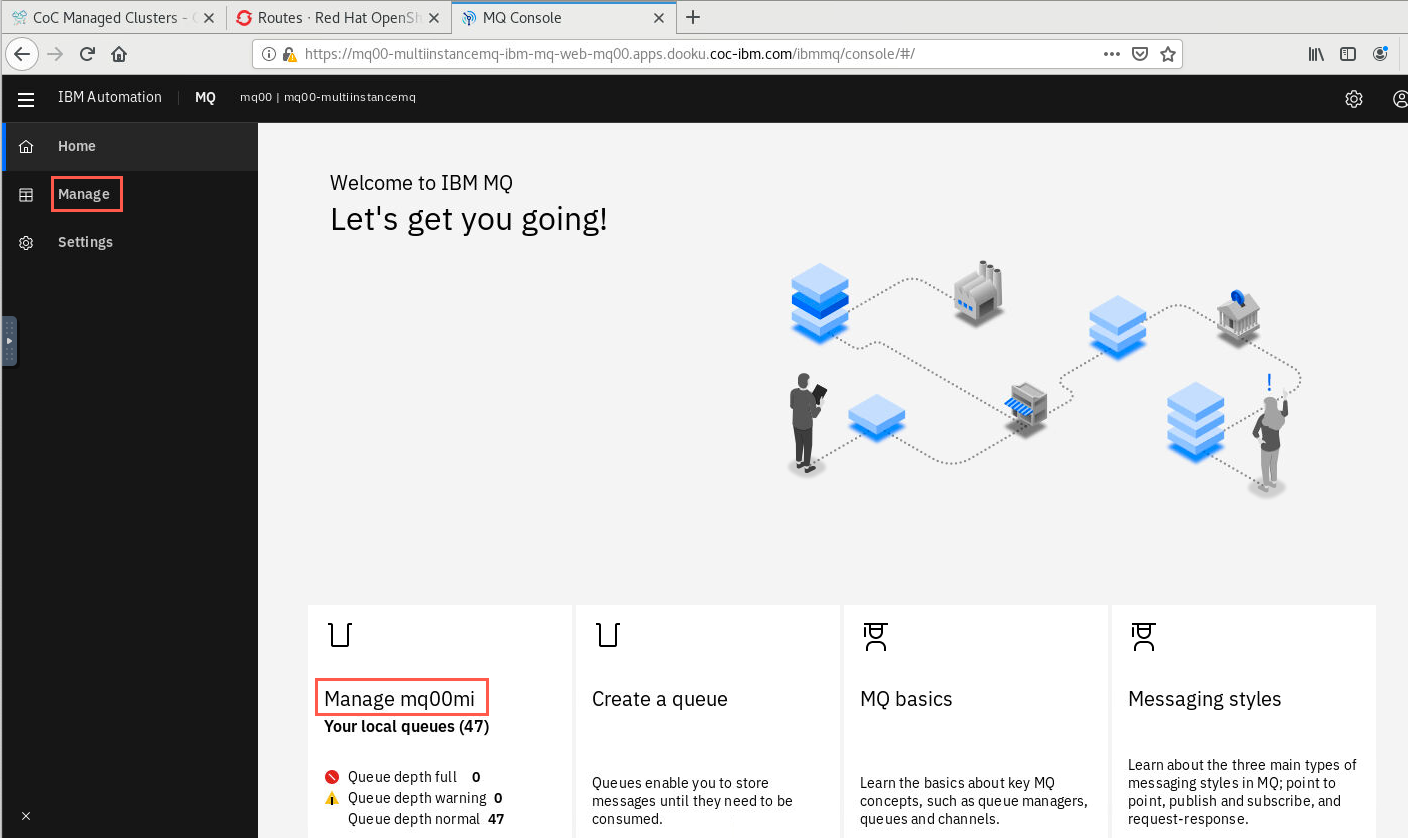 CoC Managed Clusters -
Routes · Red Hat OpenSh
MQ Console
https://mq00-multiinstancemq-ibm-mq-web-mq00.apps.dooku.coc-ibm.com/ibmmq/console/#/
IBM Automation
MQ
mq00 | mq00-multiinstancemq
Home
Manage
Settings
Welcome to IBM MQ
Let's get you going!
!
Manage mq00mi
Your local queues (47)
Queue depth full 0
Queue depth warning 0
Queue depth normal 47
Create a queue
Queues enable you to store
messages until they need to be
consumed.
MQ basics
Learn the basics about key MQ
concepts, such as queue managers,
queues and channels.
Messaging styles
Learn about the three main types of
messaging styles in MQ; point to
point, publish and subscribe, and
request-response.